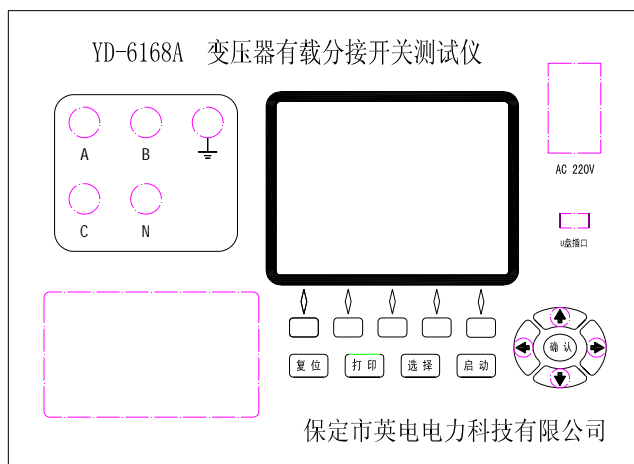 YD-6168A 变压器有载分接开关测试仪
A B
C N
AC 220V
U盘插口
复位 打印 选择 启动
确认
保定市英电电力科技有限公司